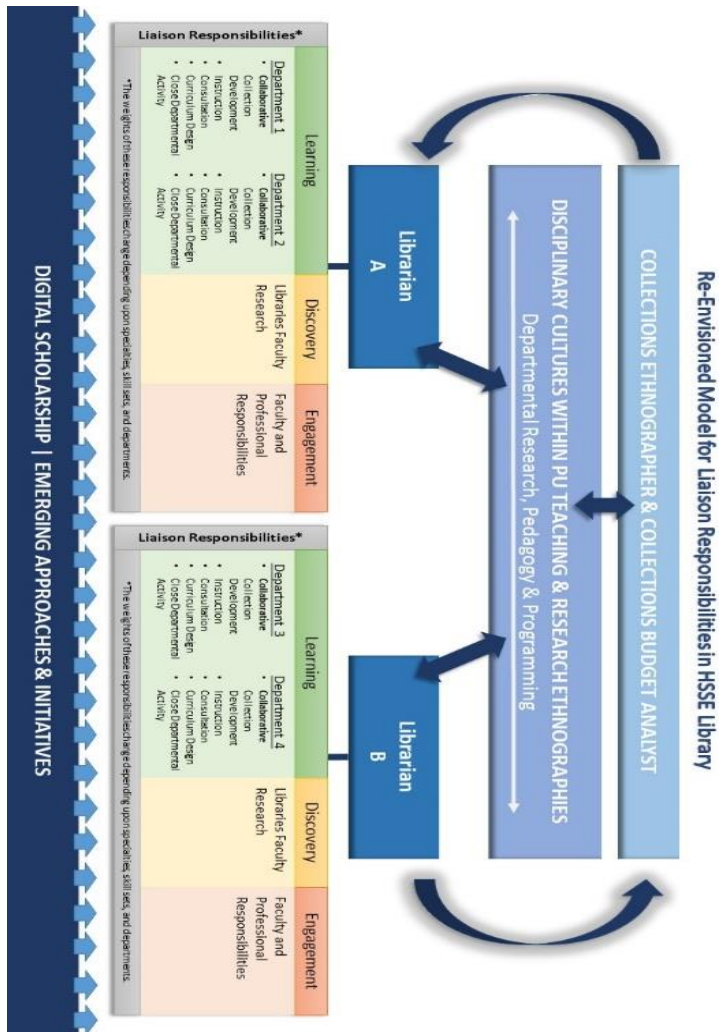 Re-Envisioned Model for Liaison Responsibilities in HSSE Library
COLLECTIONS ETHNOGRAPHER & COLLECTIONS BUDGET ANALYST
DISCIPLINARY CULTURES WITHIN PU TEACHING & RESEARCH ETHNOGRAPHIES
Departmental Research, Pedagogy & Programming
Librarian
A
Librarian
B
Liaison Responsibilities*
Learning
Discovery
Engagement
Department 1
• Collaborative
Collection
Development
• Instruction
• Consultation
• Curriculum Design
• Close Departmental
Activity
Department 2
• Collaborative
Collection
Development
• Instruction
• Consultation
• Curriculum Design
• Close Departmental
Activity
Libraries Faculty
Research
Faculty and
Professional
Responsibilities
*The weights of these responsibilities change depending upon specialties, skill sets, and departments.
Liaison Responsibilities*
Learning
Discovery
Engagement
Department 3
• Collaborative
Collection
Development
• Instruction
• Consultation
• Curriculum Design
• Close Departmental
Activity
Department 4
• Collaborative
Collection
Development
• Instruction
• Consultation
• Curriculum Design
• Close Departmental
Activity
Libraries Faculty
Research
Faculty and
Professional
Responsibilities
*The weights of these responsibilities change depending upon specialties, skill sets, and departments.
DIGITAL SCHOLARSHIP | EMERGING APPROACHES & INITIATIVES